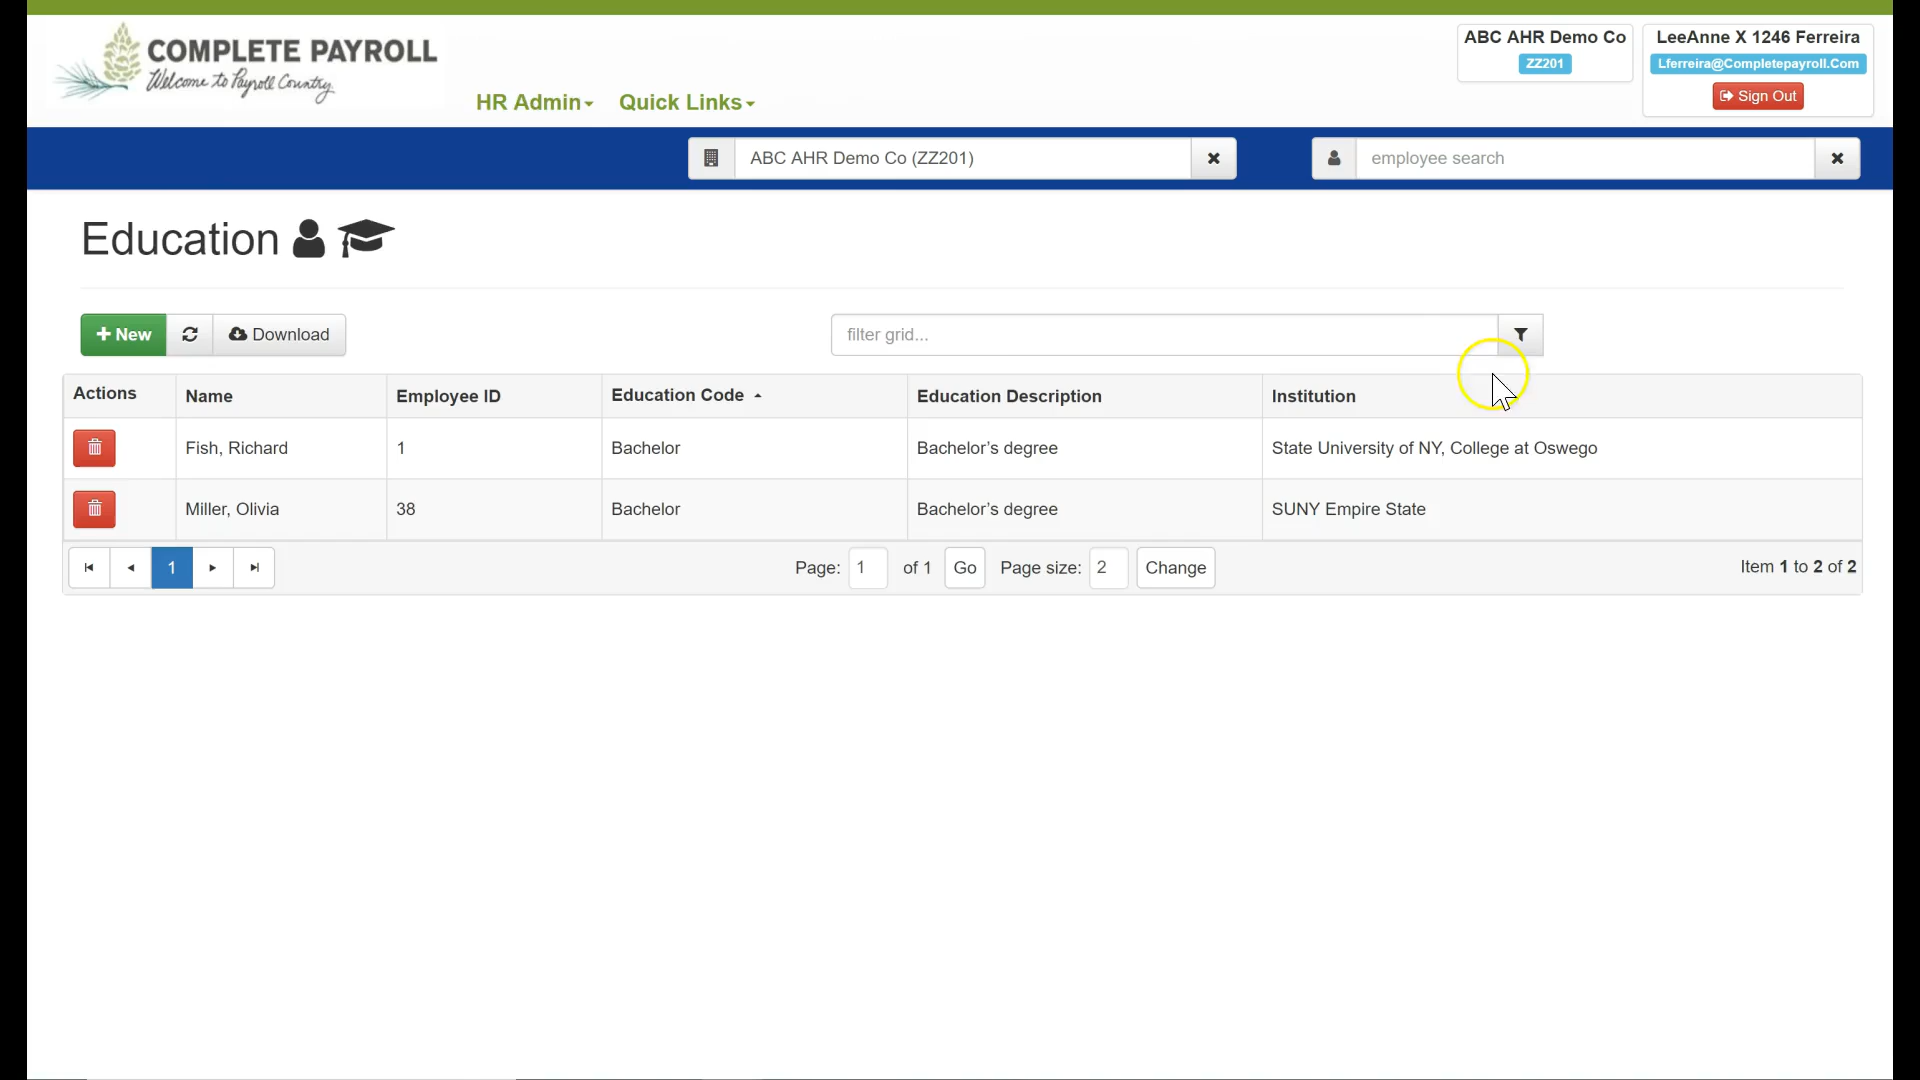 COMPLETE PAYROLL
Welcome to Payroll Country
HR Admin Quick Links
ABC AHR Demo Co
ZZ201
LeeAnne X 1246 Ferreira
Lferreira@Completepayroll.Com
Sign Out
ABC AHR Demo Co (ZZ201)
employee search
Education
New
Download
filter grid...
Actions Name Employee ID Education Code Education Description Institution
Fish, Richard 1 Bachelor Bachelor’s degree State University of NY, College at Oswego
Miller, Olivia 38 Bachelor Bachelor’s degree SUNY Empire State
1 Page: 1 of 1 Go Page size: 2 Change Item 1 to 2 of 2